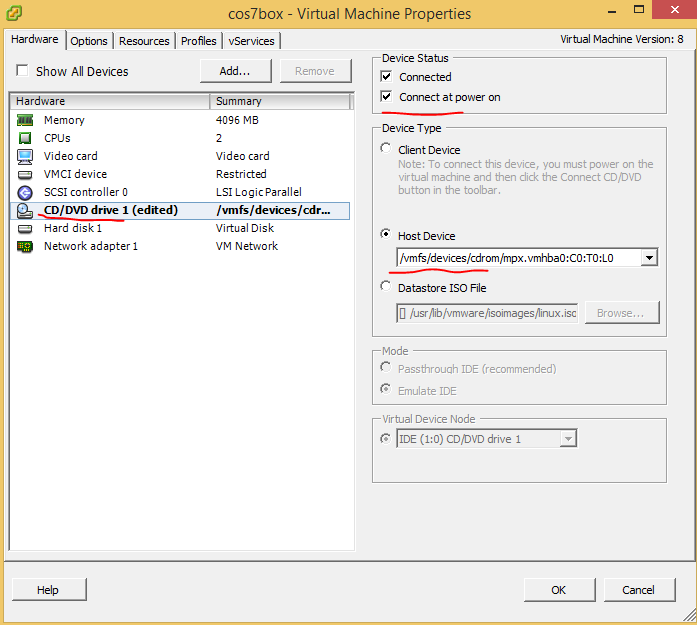 cos7box - Virtual Machine Properties
Hardware Options Resources Profiles vServices
Virtual Machine Version: 8
Show All Devices Add... Remove
Hardware Summary
Memory 4096 MB
CPUs 2
Video card Video card
VMCI device Restricted
SCSI controller 0 LSI Logic Parallel
CD/DVD drive 1 (edited) /vmfs/devices/cdr...
Hard disk 1 Virtual Disk
Network adapter 1 VM Network
Device Status
Connected
Connect at power on
Device Type
Client Device
Note: To connect this device, you must power on the
virtual machine and then click the Connect CD/DVD
button in the toolbar.
Host Device
/vmfs/devices/cdrom/mpx.vmhba0:C0:T0:L0
Datastore ISO File
[] /usr/lib/vmware/isoimages/linux.iso Browse...
Mode
Passthrough IDE (recommended)
Emulate IDE
Virtual Device Node
IDE (1:0) CD/DVD drive 1
Help OK Cancel